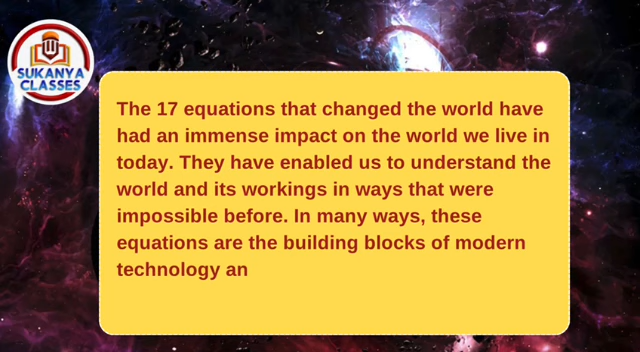 SUKANYA
CLASSES
The 17 equations that changed the world have
had an immense impact on the world we live in
today. They have enabled us to understand the
world and its workings in ways that were
impossible before. In many ways, these
equations are the building blocks of modern
technology an